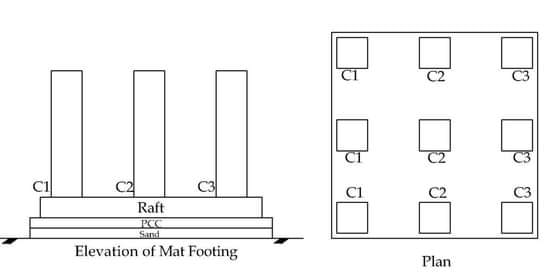 C1 C2 C3
Raft
PCC
Sand
Elevation of Mat Footing
C1 C2 C3
C1 C2 C3
C1 C2 C3
Plan